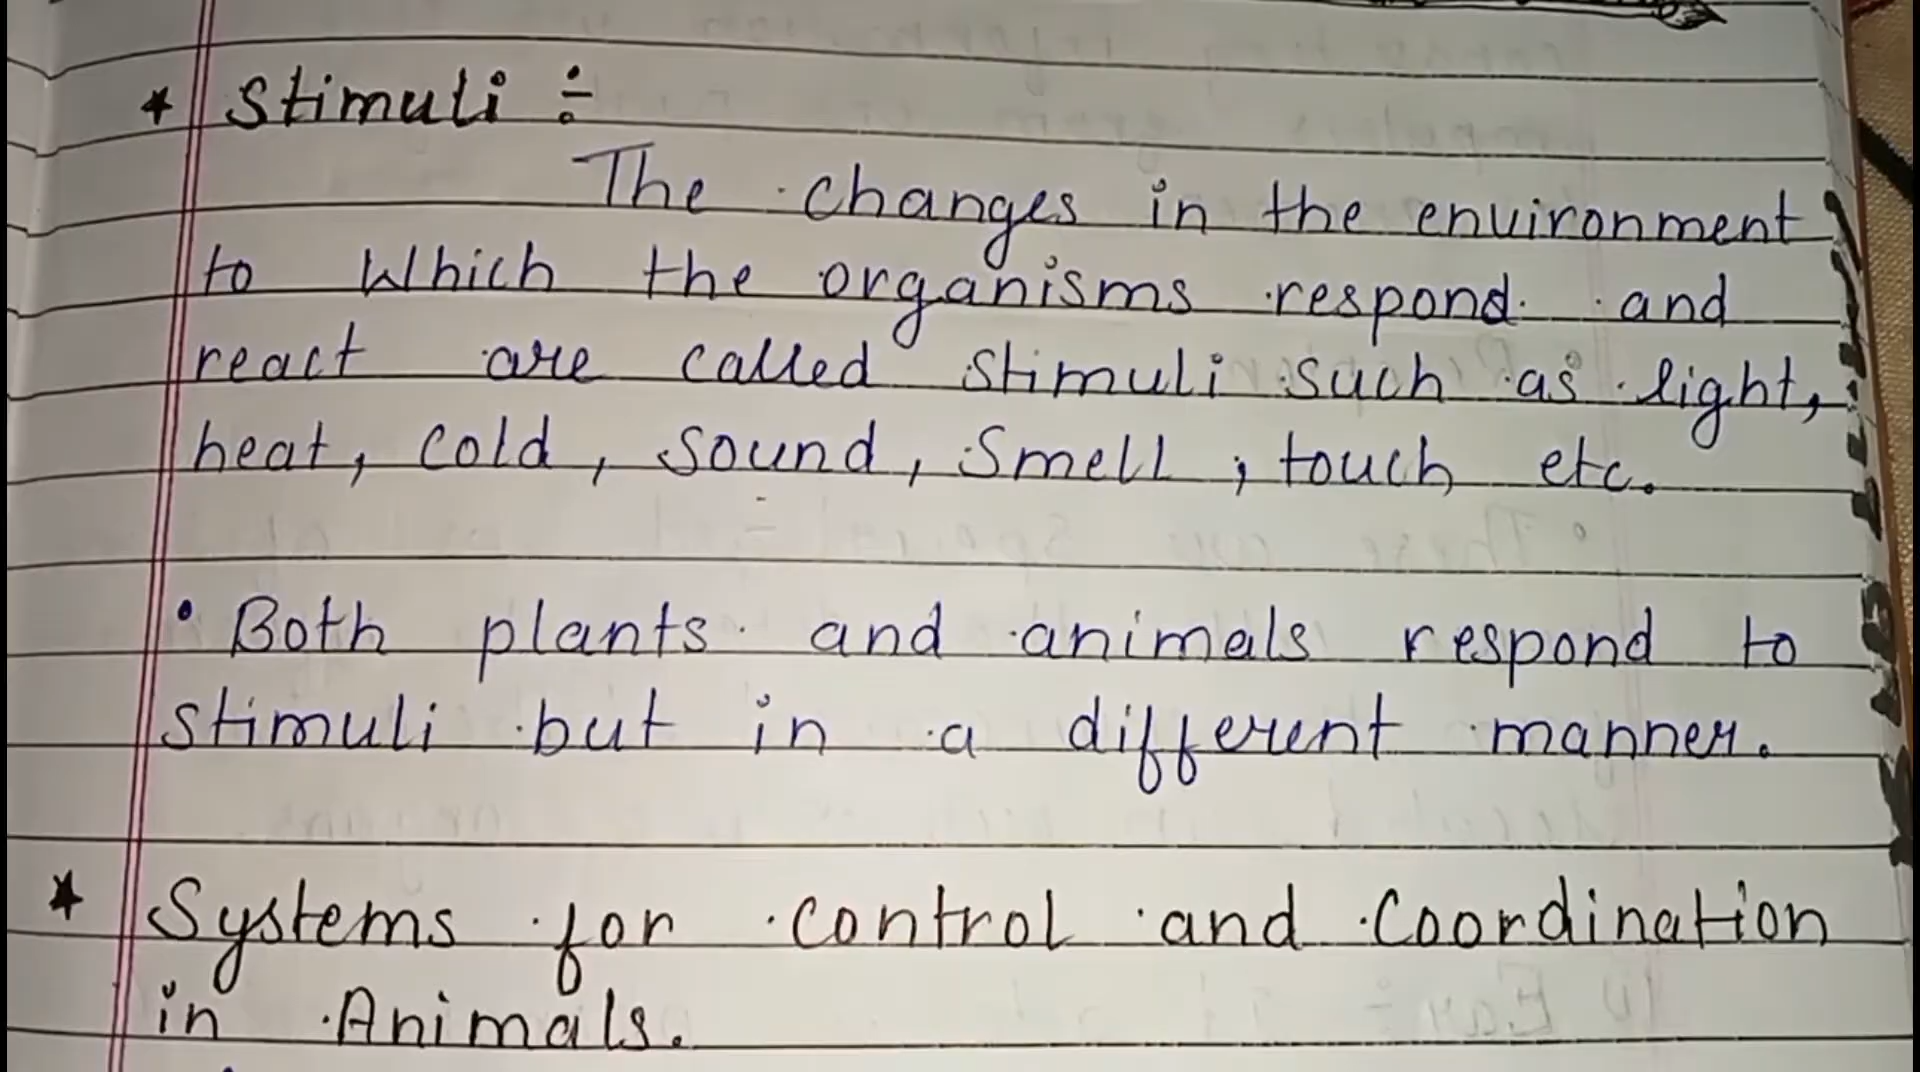 * Stimuli ÷
The changes in the environment
to Which the organisms respond and
react are called stimuli such as light,
heat, cold, sound, Smell, touch etc.
• Both plants and animals respond to
stimuli but in a different manner.
* Systems for control and Coordination
in Animals.